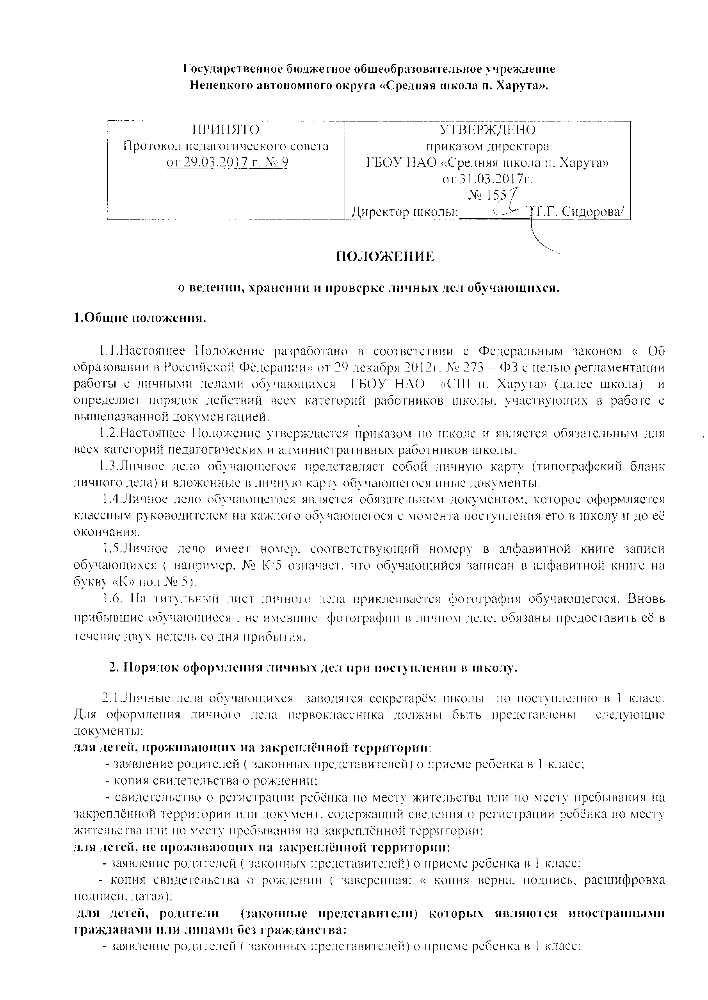 Государственное бюджетное общеобразовательное учреждение
Ненецкого автономного округа «Средняя школа п. Харута».
ПРИНЯТО
Протокол педагогического совета
от 29.03.2017 г. № 9
УТВЕРЖДЕНО
приказом директора
ГБОУ НАО «Средняя школа п. Харута»
от 31.03.2017г.
№
Директор школы: /Т.Г. Сидорова/
ПОЛОЖЕНИЕ
о ведении, хранении и проверке личных дел обучающихся.
1.Общие положения.
1.1.Настоящее Положение разработано в соответствии с Федеральным законом « Об
образовании в Российской Федерации» от 29 декабря 2012г. № 273 – ФЗ с целью регламентации
работы с личными делами обучающихся ГБОУ НАО «СШ п. Харута» (далее школа) и
определяет порядок действий всех категорий работников школы, участвующих в работе с
вышеназванной документацией.
1.2.Настоящее Положение утверждается приказом по школе и является обязательным для
всех категорий педагогических и административных работников школы.
1.3.Личное дело обучающегося представляет собой личную карту (типографский бланк
личного дела) и вложенные в личную карту обучающегося иные документы.
1.4.Личное дело обучающегося является обязательным документом, которое оформляется
классным руководителем на каждого обучающегося с момента поступления его в школу и до её
окончания.
1.5.Личное дело имеет номер, соответствующий номеру в алфавитной книге записи
обучающихся ( например, № К/5 означает, что обучающийся записан в алфавитной книге на
букву «К» под № 5).
1.6. На титульный лист личного дела приклеивается фотография обучающегося. Вновь
прибывшие обучающиеся , не имевшие фотографии в личном деле, обязаны предоставить её в
течение двух недель со дня прибытия.
2. Порядок оформления личных дел при поступлении в школу.
2.1.Личные дела обучающихся заводятся секретарём школы по поступлению в 1 класс.
Для оформления личного дела первоклассника должны быть представлены следующие
документы:
для детей, проживающих на закреплённой территории:
- заявление родителей ( законных представителей) о приеме ребенка в 1 класс;
- копия свидетельства о рождении;
- свидетельство о регистрации ребёнка по месту жительства или по месту пребывания на
закреплённой территории или документ, содержащий сведения о регистрации ребёнка по месту
жительства или по месту пребывания на закреплённой территории;
для детей, не проживающих на закреплённой территории:
- заявление родителей ( законных представителей) о приеме ребенка в 1 класс;
- копия свидетельства о рождении ( заверенная: « копия верна, подпись, расшифровка
подписи, дата»);
для детей, родители (законные представители) которых являются иностранными
гражданами или лицами без гражданства:
- заявление родителей ( законных представителей) о приеме ребенка в 1 класс;